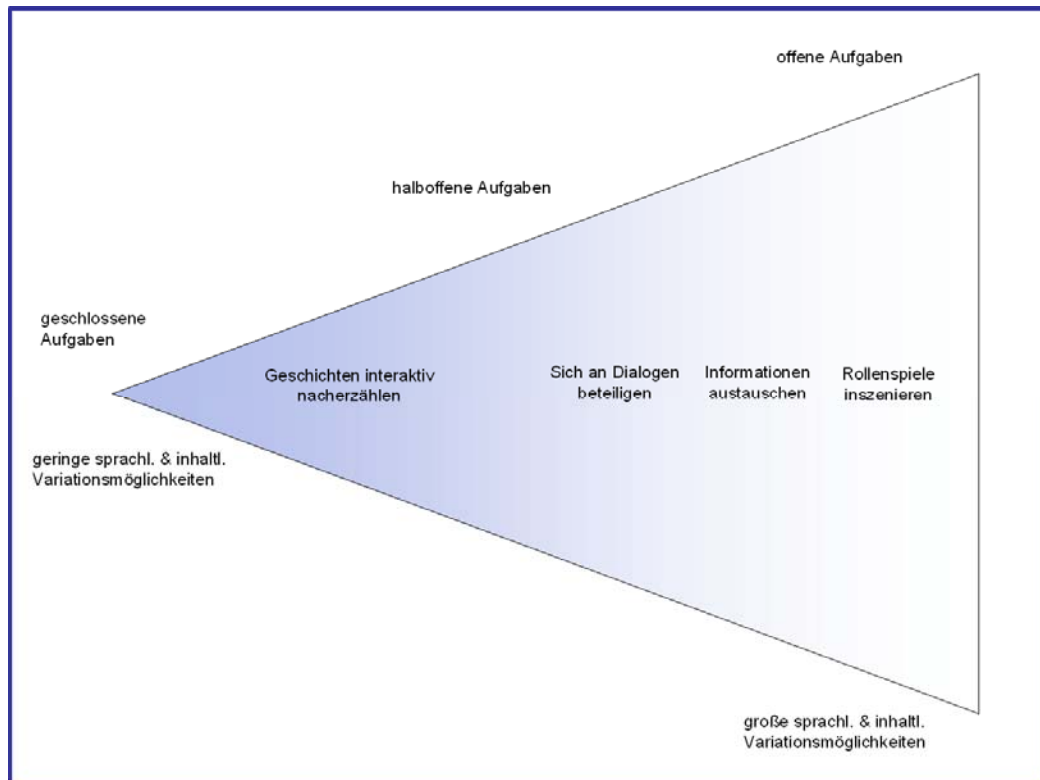 offene Aufgaben
halboffene Aufgaben
geschlossene
Aufgaben
Geschichten interaktiv
nacherzählen
Sich an Dialogen
beteiligen
Informationen
austauschen
Rollenspiele
inszenieren
geringe sprachl. & inhaltl.
Variationsmöglichkeiten
große sprachl. & inhaltl.
Variationsmöglichkeiten